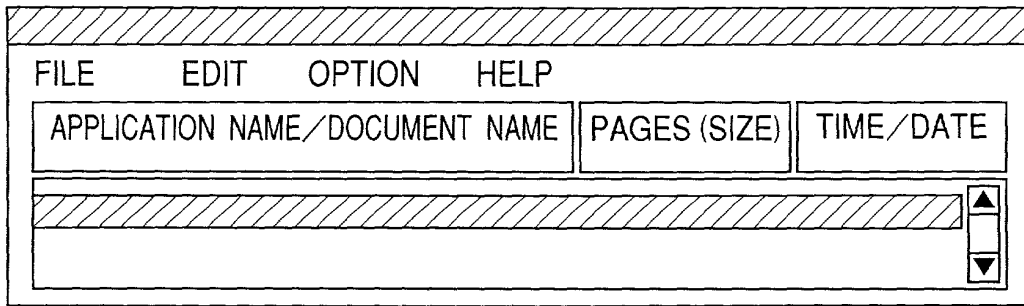 FILE EDIT OPTION HELP
APPLICATION NAME/DOCUMENT NAME PAGES (SIZE) TIME/DATE